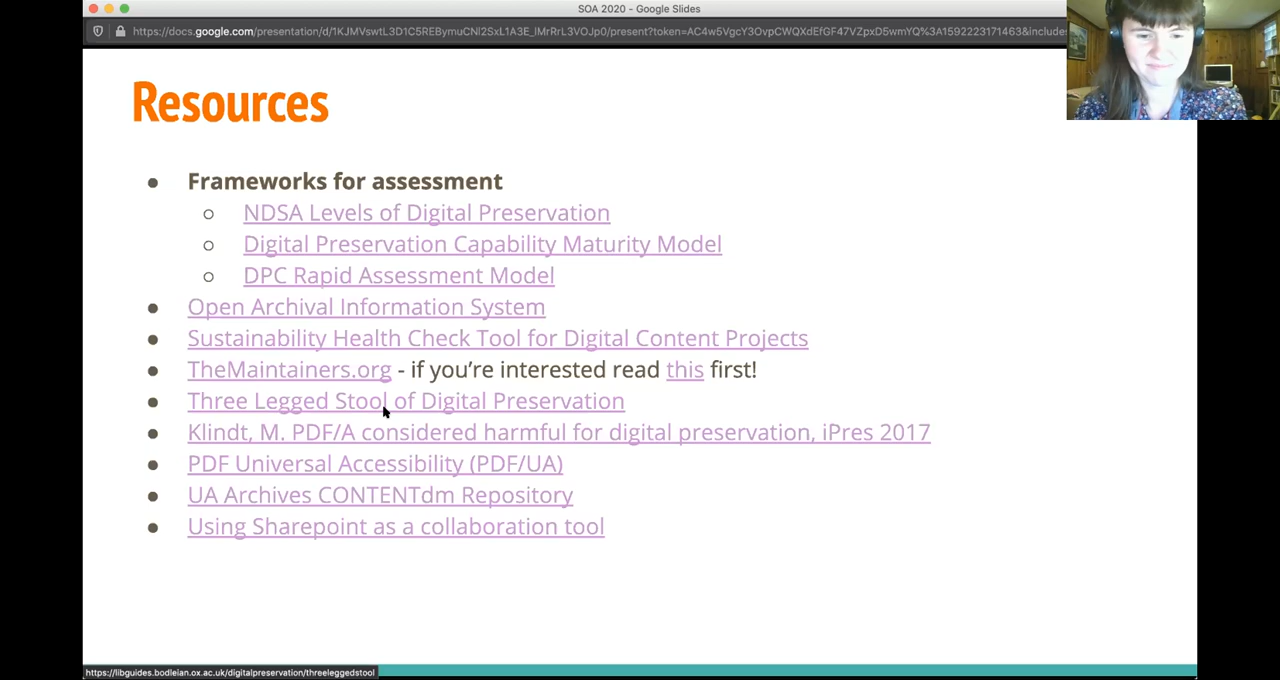 SOA 2020 - Google Slides
https://docs.google.com/presentation/d/1KJMVswtL3D1C5REBymuCNl2SxL1A3E_lMrRrL3VOJp0/present?token=AC4w5VgcY3OvpCWQXdEfGF47VZpxD5wmYQ%3A1592223171463&includes
Resources
● Frameworks for assessment
○ NDSA Levels of Digital Preservation
○ Digital Preservation Capability Maturity Model
○ DPC Rapid Assessment Model
● Open Archival Information System
● Sustainability Health Check Tool for Digital Content Projects
● TheMaintainers.org - if you’re interested read this first!
● Three Legged Stool of Digital Preservation
● Klindt, M. PDF/A considered harmful for digital preservation, iPres 2017
● PDF Universal Accessibility (PDF/UA)
● UA Archives CONTENTdm Repository
● Using Sharepoint as a collaboration tool
https://libguides.bodleian.ox.ac.uk/digitalpreservation/threeleggedstool